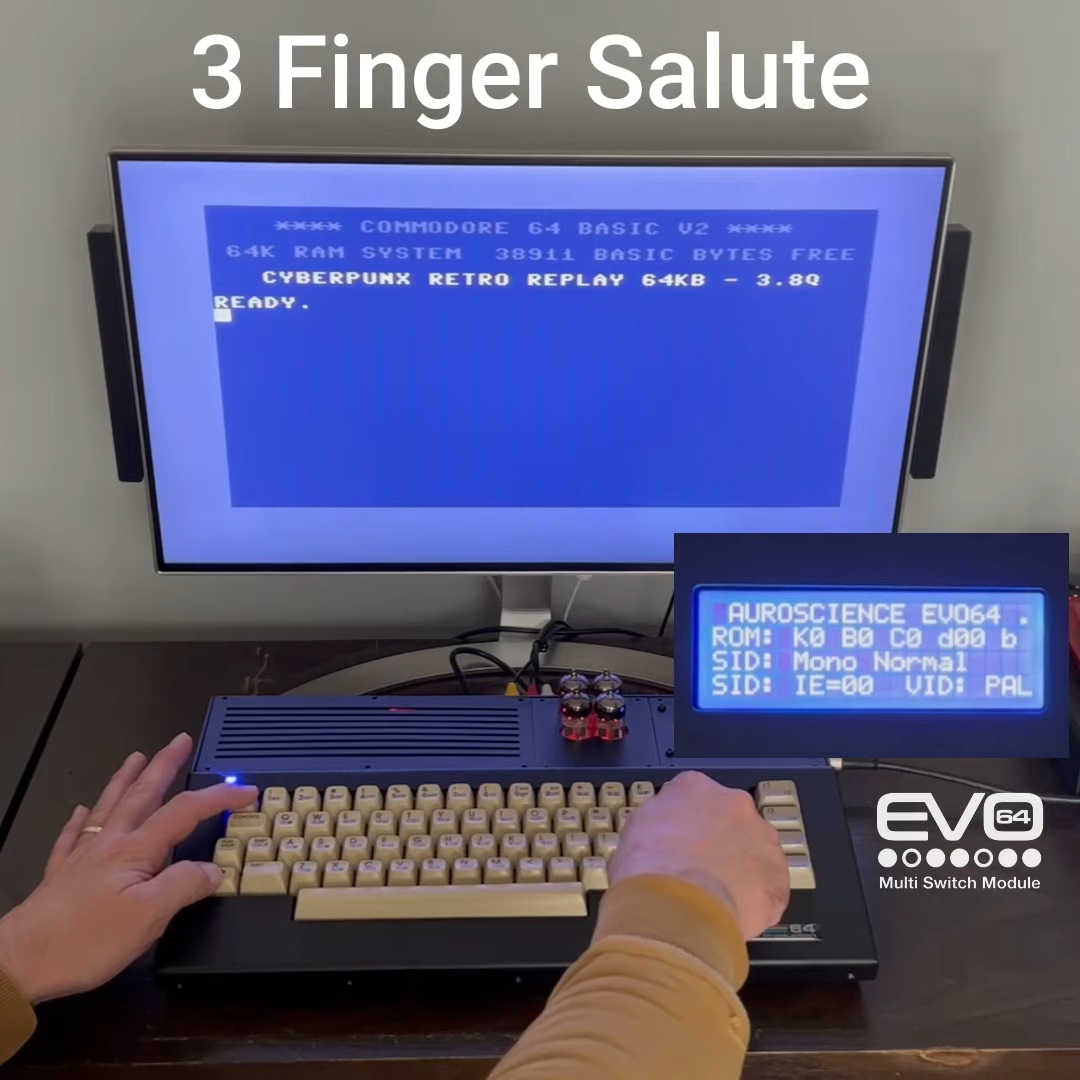 3 Finger Salute
**** COMMODORE 64 BASIC V2 ****
64K RAM SYSTEM  38911 BASIC BYTES FREE
CYBERPUNX RETRO REPLAY 64KB - 3.8Q
READY.
AUROSCIENCE EVO64 .
ROM: K0 B0 C0 d00 b
SID: Mono Normal
SID: IE=00  VID: PAL
EVO 64
Multi Switch Module
Q W E R T Y U I O P
A S D F G H J K L
Z X C V B N M
64